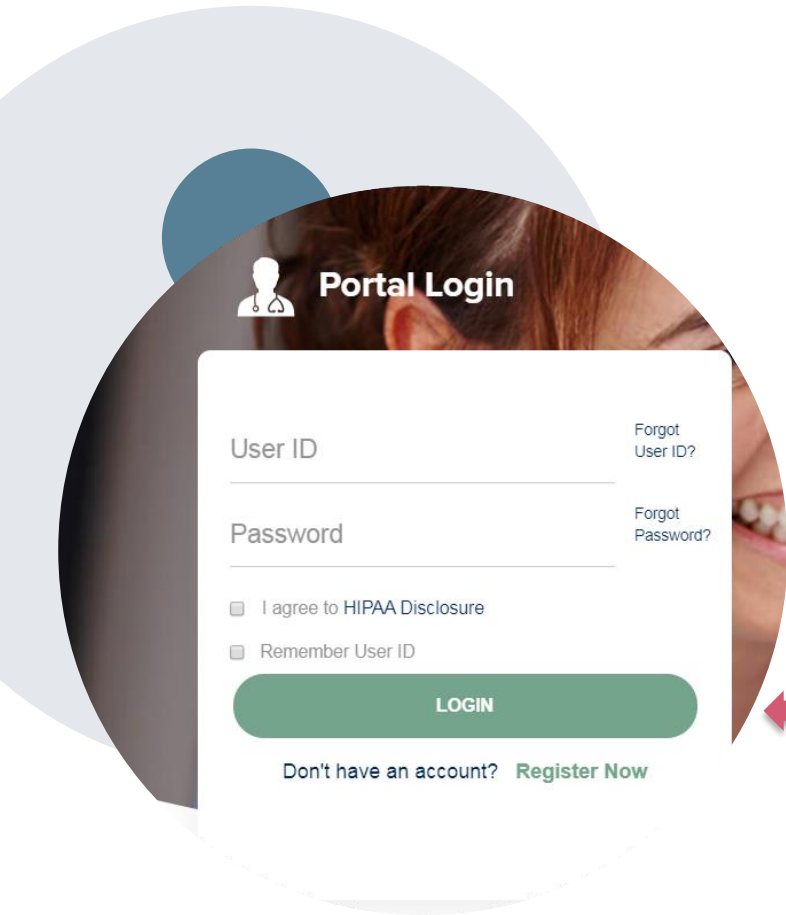 Portal Login
User ID
Forgot
User ID?
Password
Forgot
Password?
I agree to HIPAA Disclosure
Remember User ID
LOGIN
Don't have an account? Register Now